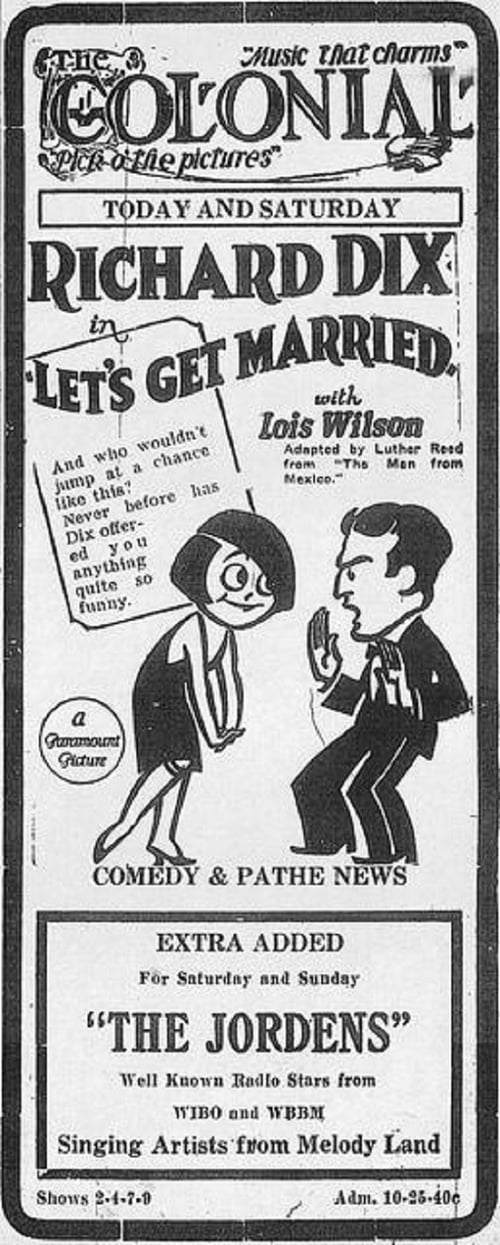 THE
"Music that charms"
COLONIAL
"Pick o' the pictures"
TODAY AND SATURDAY
RICHARD DIX
in
"LET'S GET MARRIED"
with
Lois Wilson
Adapted by Luther Reed
from "The Man from
Mexico."
And who wouldn't
jump at a chance
like this?
Never before has
Dix offer-
ed you
anything
quite so
funny.
a
Paramount
Picture
COMEDY & PATHE NEWS
EXTRA ADDED
For Saturday and Sunday
"THE JORDENS"
Well Known Radio Stars from
WIBO and WBBM
Singing Artists from Melody Land
Shows 2-4-7-9
Adm. 10-25-40c